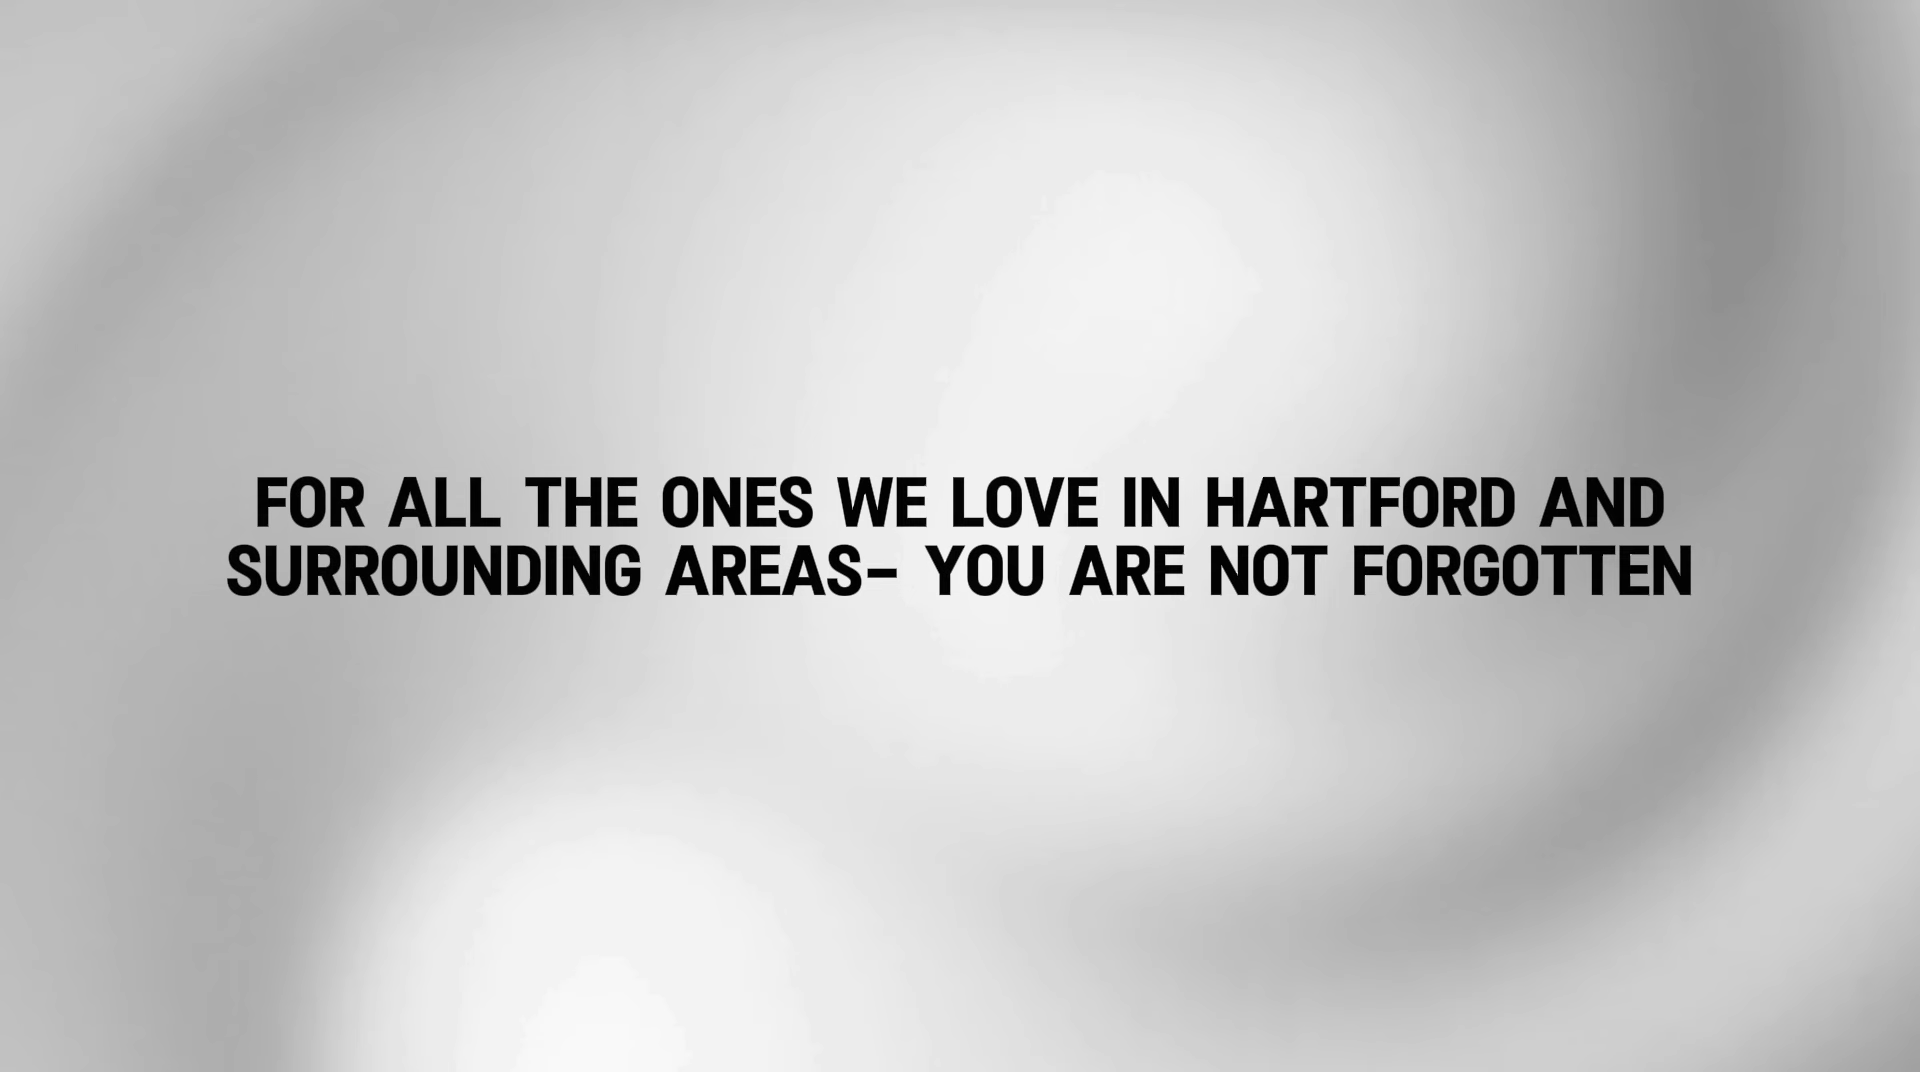 FOR ALL THE ONES WE LOVE IN HARTFORD AND
SURROUNDING AREAS– YOU ARE NOT FORGOTTEN